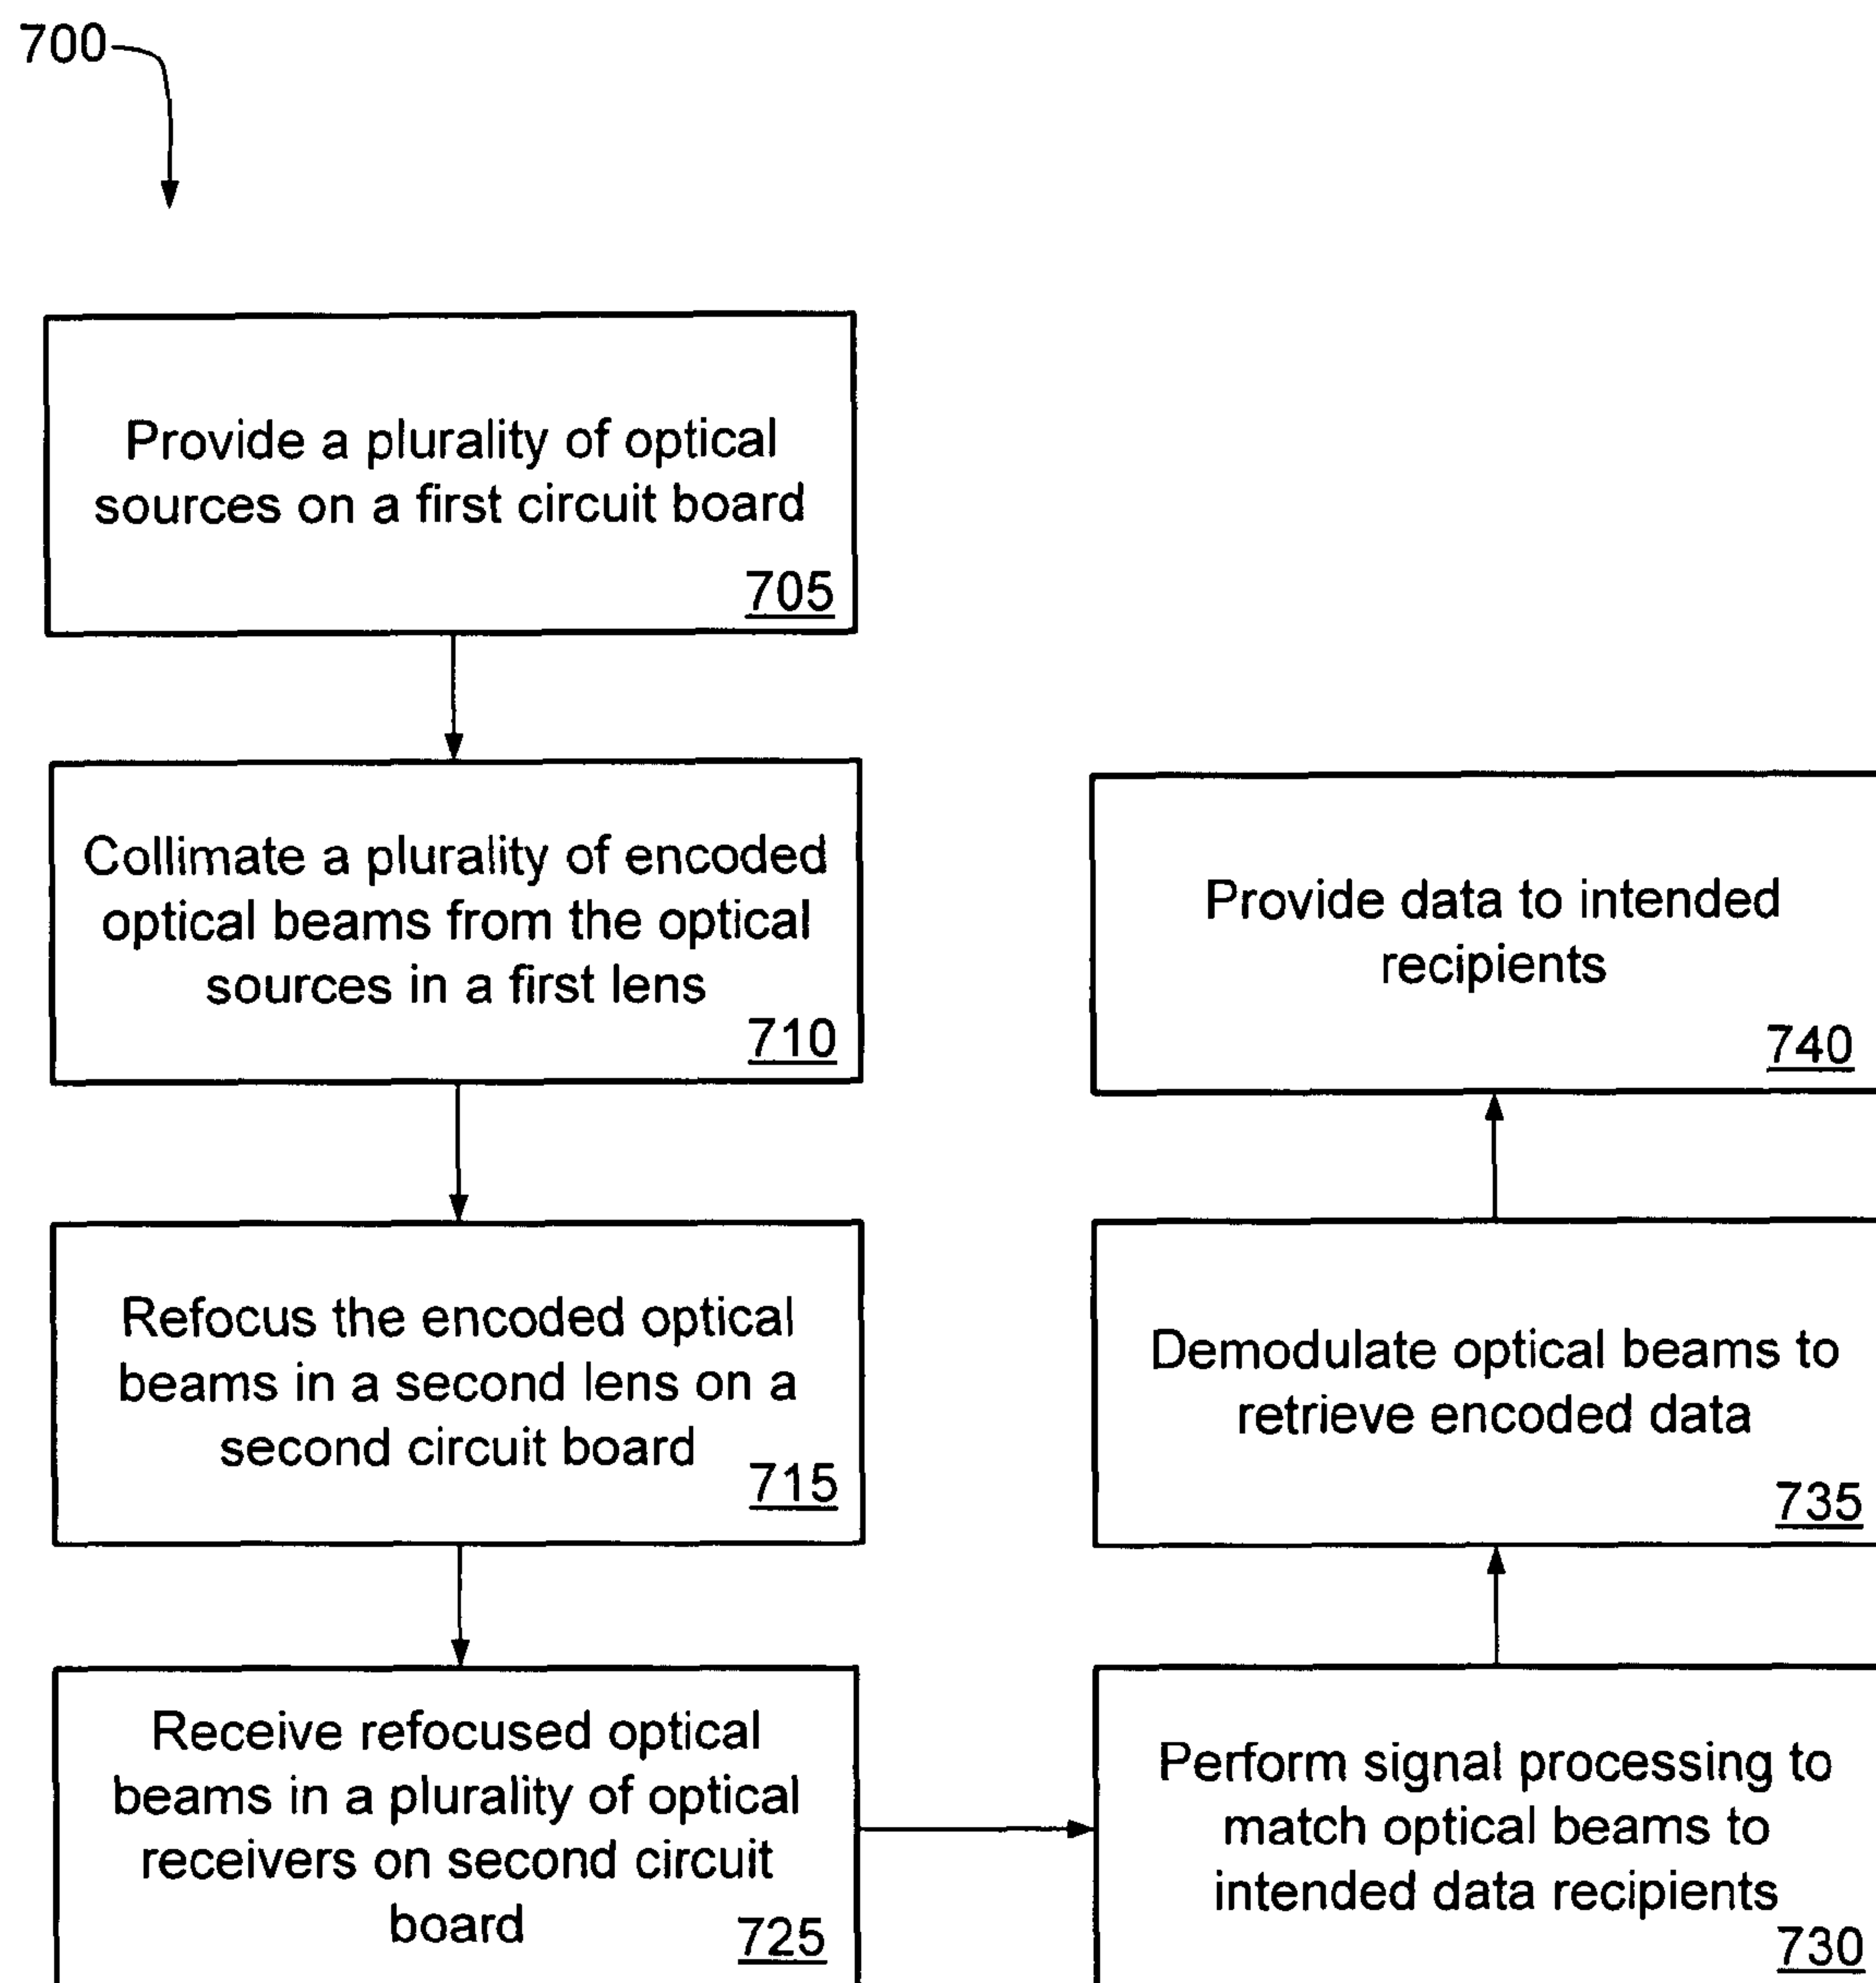 700
Provide a plurality of optical
sources on a first circuit board
705
Collimate a plurality of encoded
optical beams from the optical
sources in a first lens
710
Refocus the encoded optical
beams in a second lens on a
second circuit board
715
Receive refocused optical
beams in a plurality of optical
receivers on second circuit
board
725
Perform signal processing to
match optical beams to
intended data recipients
730
Demodulate optical beams to
retrieve encoded data
735
Provide data to intended
recipients
740